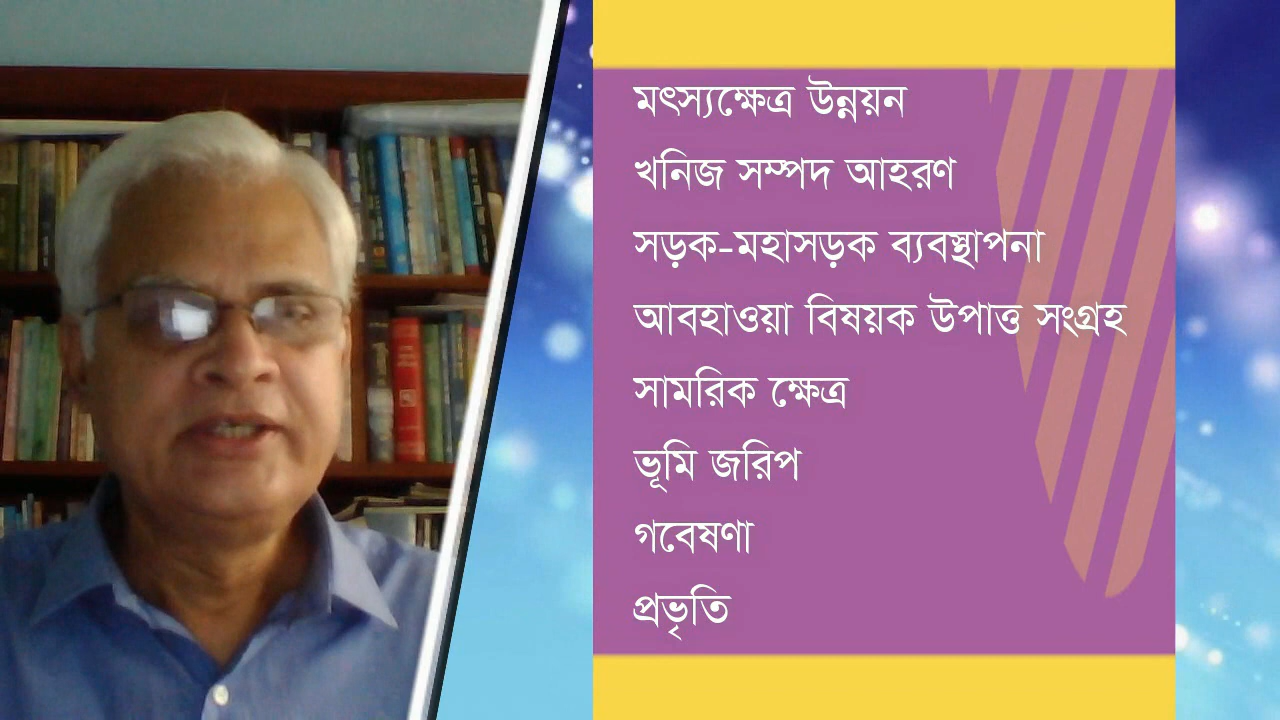 মৎস্যক্ষেত্র উন্নয়ন
খনিজ সম্পদ আহরণ
সড়ক-মহাসড়ক ব্যবস্থাপনা
আবহাওয়া বিষয়ক উপাত্ত সংগ্রহ
সামরিক ক্ষেত্র
ভূমি জরিপ
গবেষণা
প্রভৃতি